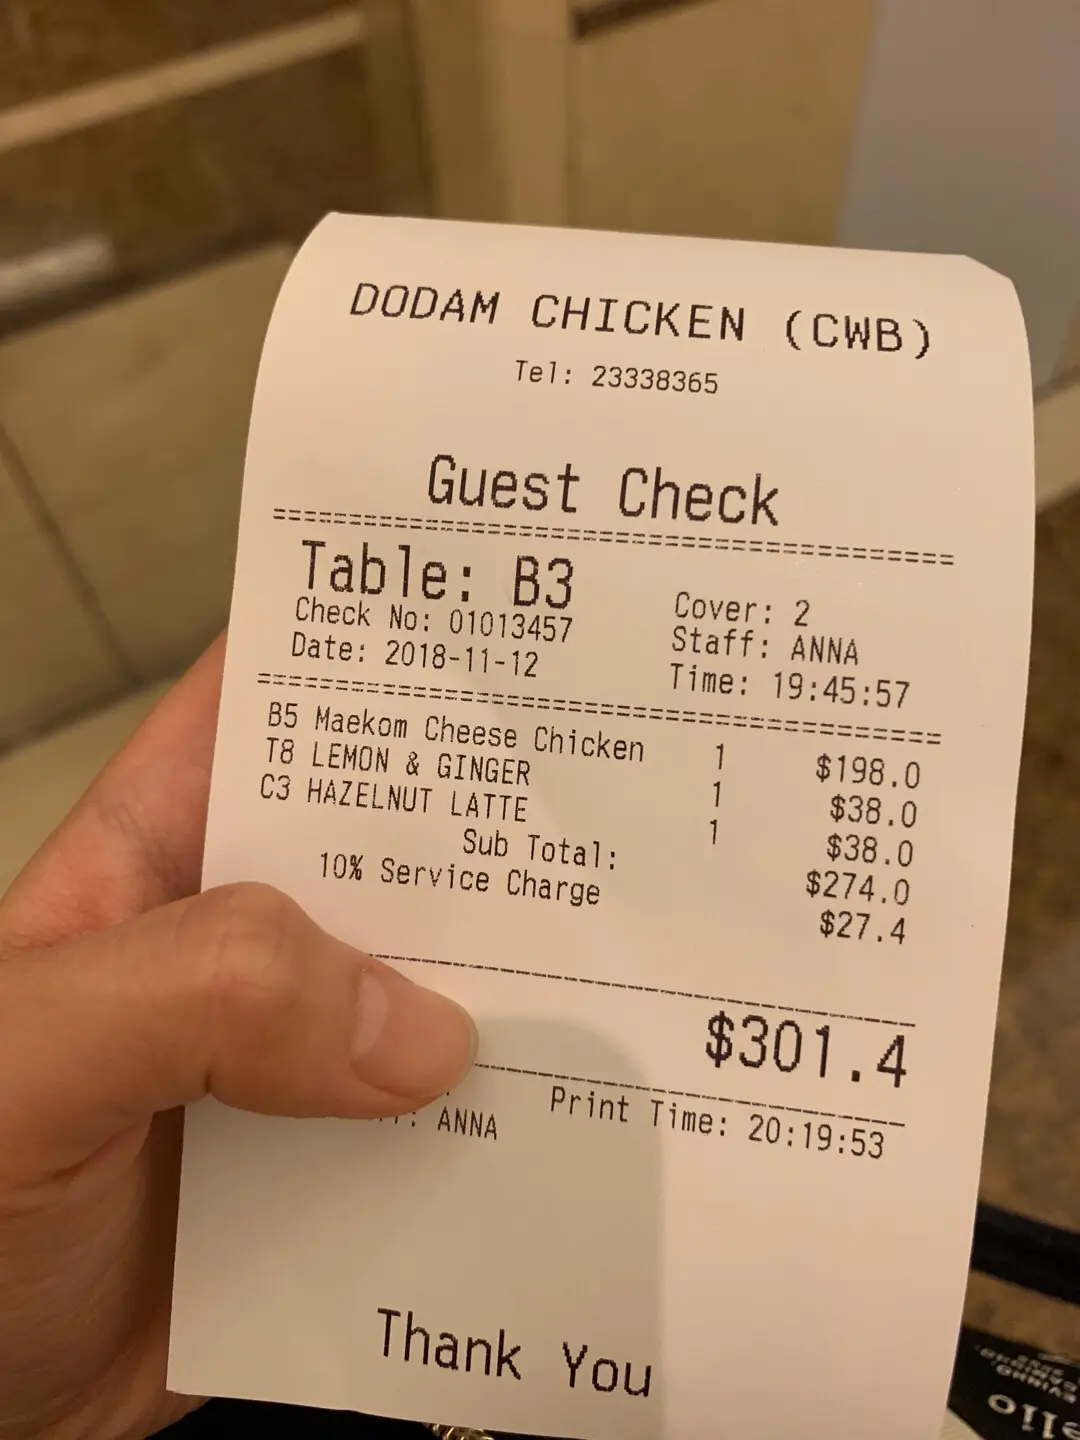 DODAM CHICKEN (CWB)
Tel: 23338365
Guest Check
Table: B3
Cover: 2
Check No: 01013457
Staff: ANNA
Date: 2018-11-12
Time: 19:45:57
B5 Maekom Cheese Chicken 1 $198.0
T8 LEMON & GINGER 1 $38.0
C3 HAZELNUT LATTE 1 $38.0
Sub Total: $274.0
10% Service Charge $27.4
$301.4
Print Time: 20:19:53
ANNA
Thank You